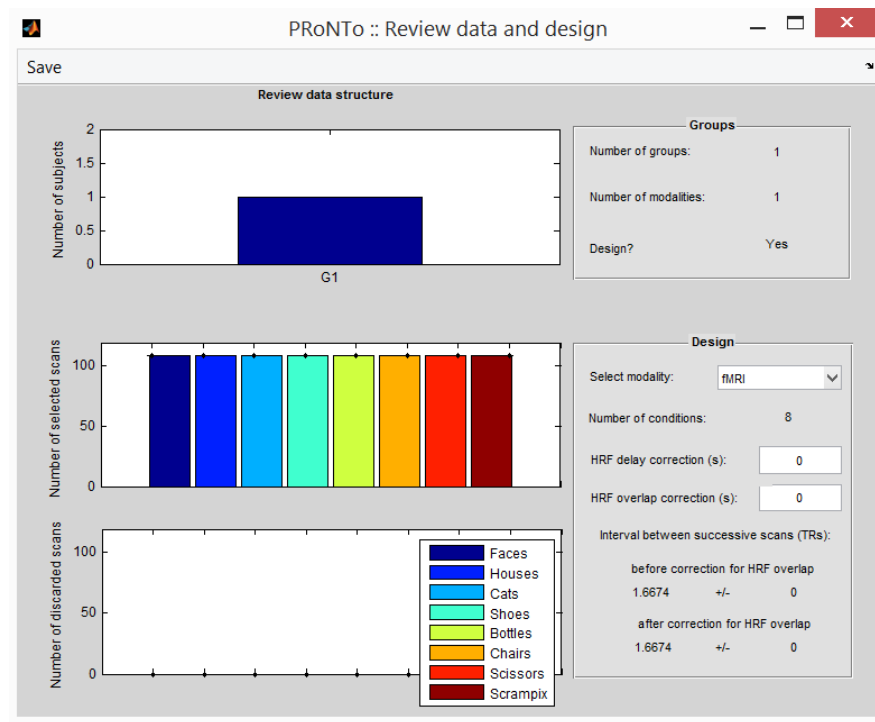 PRoNTo :: Review data and design
Save
Review data structure
Number of subjects
2
1.5
1
0.5
0
G1
Groups
Number of groups: 1
Number of modalities: 1
Design? Yes
Number of selected scans
100
50
0
Design
Select modality: fMRI
Number of conditions: 8
HRF delay correction (s): 0
HRF overlap correction (s): 0
Interval between successive scans (TRs):
before correction for HRF overlap
1.6674 +/- 0
after correction for HRF overlap
1.6674 +/- 0
Number of discarded scans
100
50
0
Faces
Houses
Cats
Shoes
Bottles
Chairs
Scissors
Scrampix